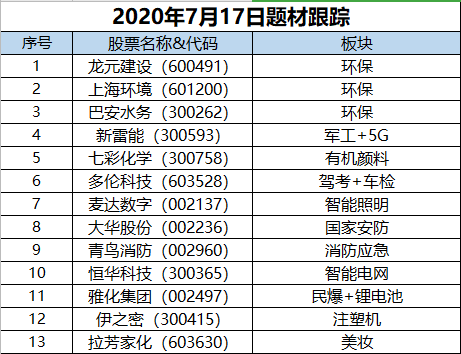 2020年7月17日题材跟踪
序号 股票名称&代码 板块
1 龙元建设（600491） 环保
2 上海环境（601200） 环保
3 巴安水务（300262） 环保
4 新雷能（300593） 军工+5G
5 七彩化学（300758） 有机颜料
6 多伦科技（603528） 驾考+车检
7 麦达数字（002137） 智能照明
8 大华股份（002236） 国家安防
9 青鸟消防（002960） 消防应急
10 恒华科技（300365） 智能电网
11 雅化集团（002497） 民爆+锂电池
12 伊之密（300415） 注塑机
13 拉芳家化（603630） 美妆